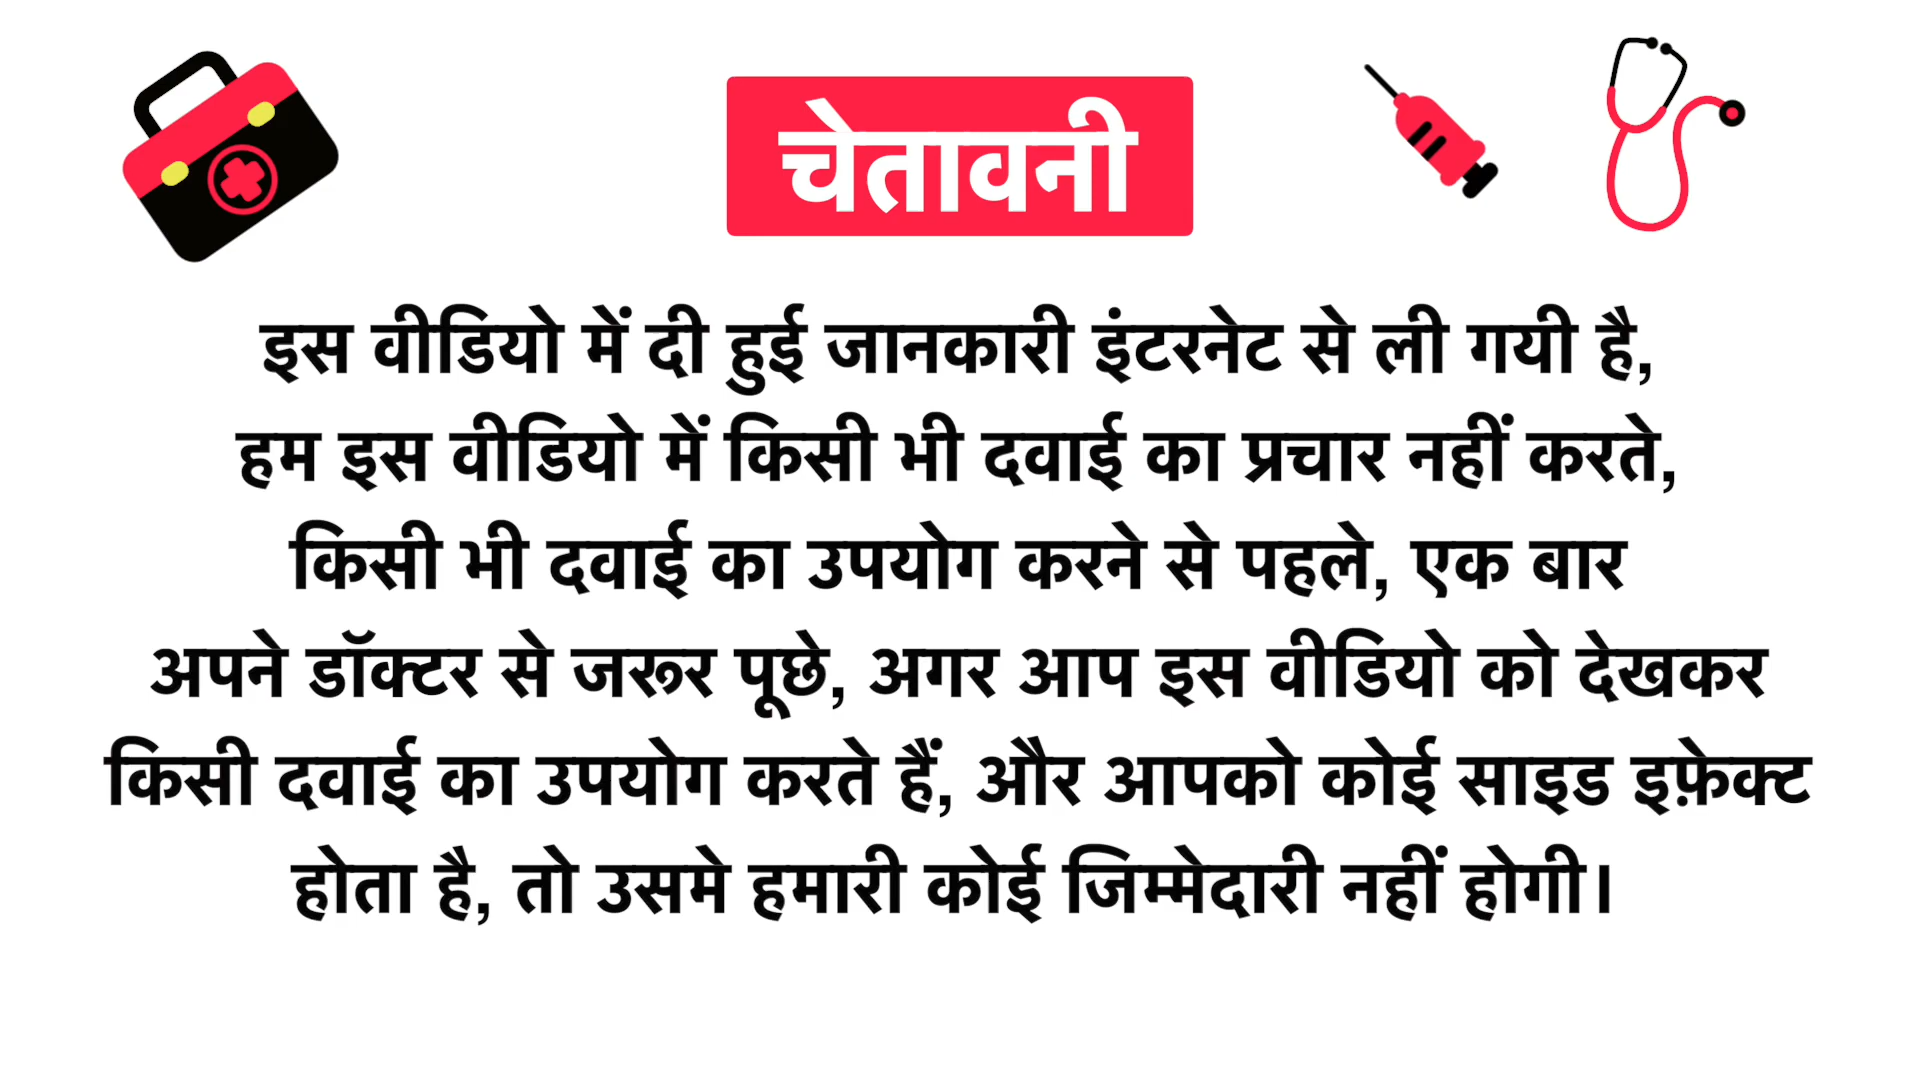 चेतावनी
इस वीडियो में दी हुई जानकारी इंटरनेट से ली गयी है,
हम इस वीडियो में किसी भी दवाई का प्रचार नहीं करते,
किसी भी दवाई का उपयोग करने से पहले, एक बार
अपने डॉक्टर से जरूर पूछे, अगर आप इस वीडियो को देखकर
किसी दवाई का उपयोग करते हैं, और आपको कोई साइड इफ़ेक्ट
होता है, तो उसमे हमारी कोई जिम्मेदारी नहीं होगी।